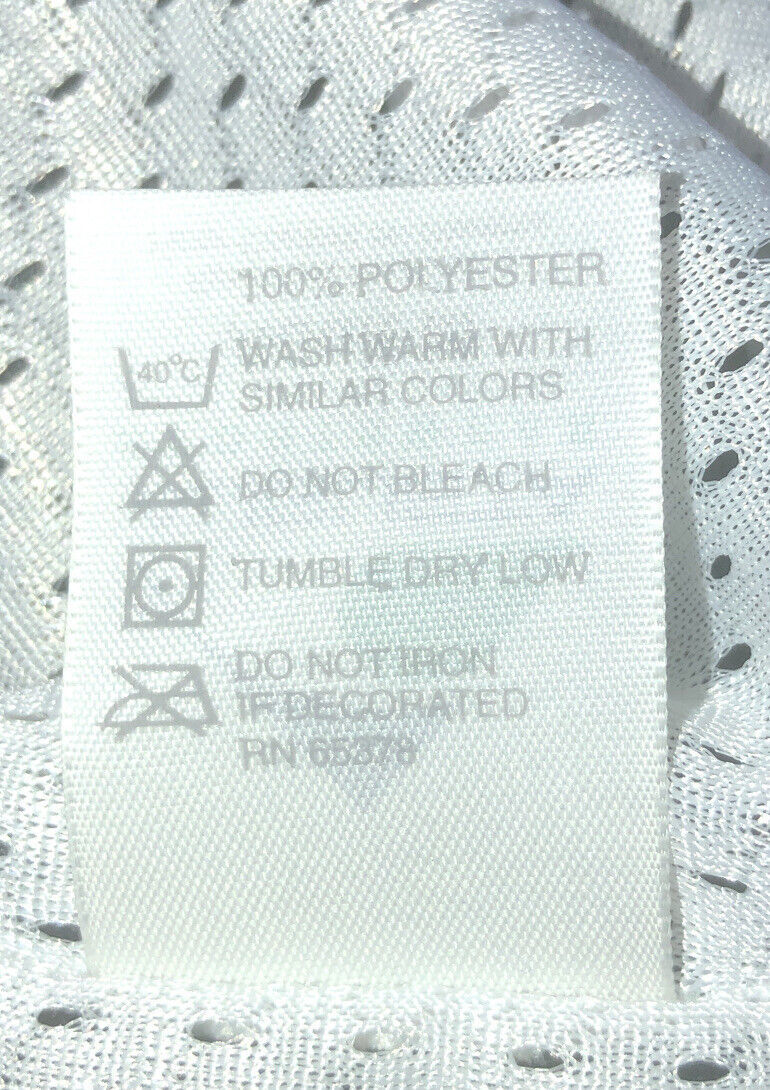 100% POLYESTER
40°C
WASH WARM WITH
SIMILAR COLORS
DO NOT BLEACH
TUMBLE DRY LOW
DO NOT IRON
IF DECORATED
RN 65378